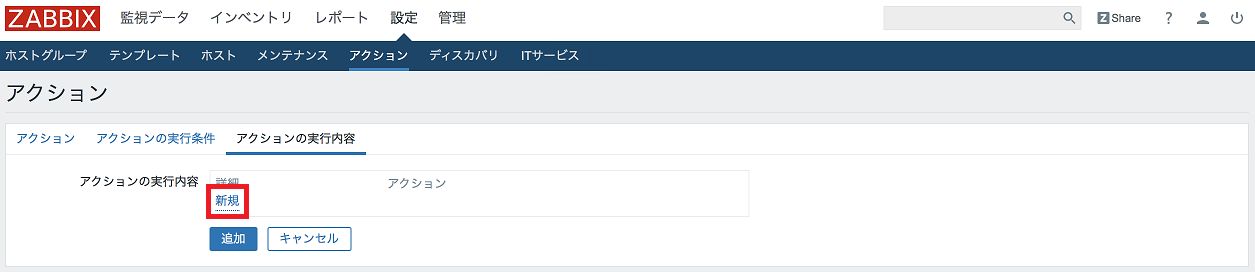 ZABBIX 監視データ インベントリ レポート 設定 管理 Z Share ?
ホストグループ テンプレート ホスト メンテナンス アクション ディスカバリ ITサービス
アクション
アクション アクションの実行条件 アクションの実行内容
アクションの実行内容 詳細 アクション
新規
追加 キャンセル